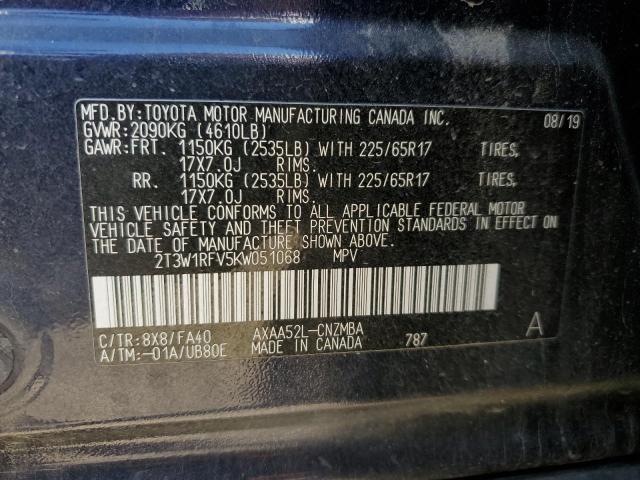 MFD.BY:TOYOTA MOTOR MANUFACTURING CANADA INC. 08/19
GVWR:2090KG (4610LB)
GAWR:FRT. 1150KG (2535LB) WITH 225/65R17 TIRES,
17X7.0J RIMS.
RR. 1150KG (2535LB) WITH 225/65R17 TIRES,
17X7.0J RIMS.
THIS VEHICLE CONFORMS TO ALL APPLICABLE FEDERAL MOTOR
VEHICLE SAFETY AND THEFT PREVENTION STANDARDS IN EFFECT ON
THE DATE OF MANUFACTURE SHOWN ABOVE.
2T3W1RFV5KW051068 MPV
C/TR:8X8/FA40 AXAA52L-CNZMBA A
A/TM:-01A/UB80E MADE IN CANADA 787